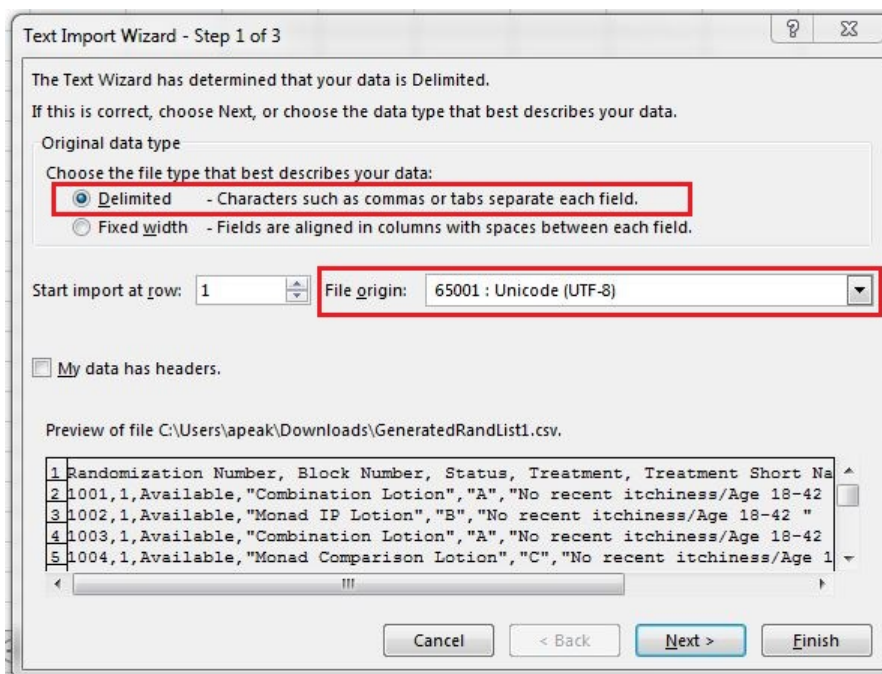 Text Import Wizard - Step 1 of 3
The Text Wizard has determined that your data is Delimited.
If this is correct, choose Next, or choose the data type that best describes your data.
Original data type
Choose the file type that best describes your data:
Delimited - Characters such as commas or tabs separate each field.
Fixed width - Fields are aligned in columns with spaces between each field.
Start import at row: 1 File origin: 65001 : Unicode (UTF-8)
My data has headers.
Preview of file C:\Users\apeak\Downloads\GeneratedRandList1.csv.
1 Randomization Number, Block Number, Status, Treatment, Treatment Short Na
2 1001,1,Available,"Combination Lotion","A","No recent itchiness/Age 18-42
3 1002,1,Available,"Monad IP Lotion","B","No recent itchiness/Age 18-42 "
4 1003,1,Available,"Combination Lotion","A","No recent itchiness/Age 18-42
5 1004,1,Available,"Monad Comparison Lotion","C","No recent itchiness/Age 1
Cancel < Back Next > Finish